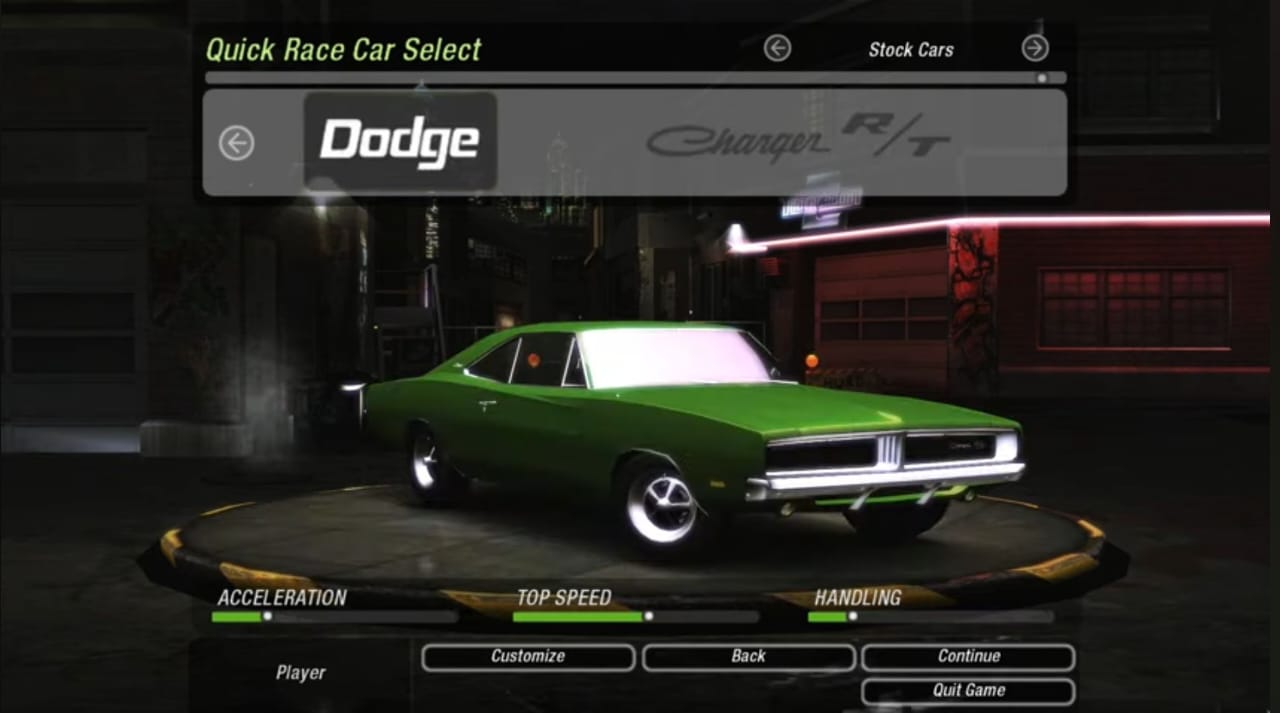 Quick Race Car Select
Stock Cars
Dodge
Charger R/T
ACCELERATION
TOP SPEED
HANDLING
Player
Customize
Back
Continue
Quit Game